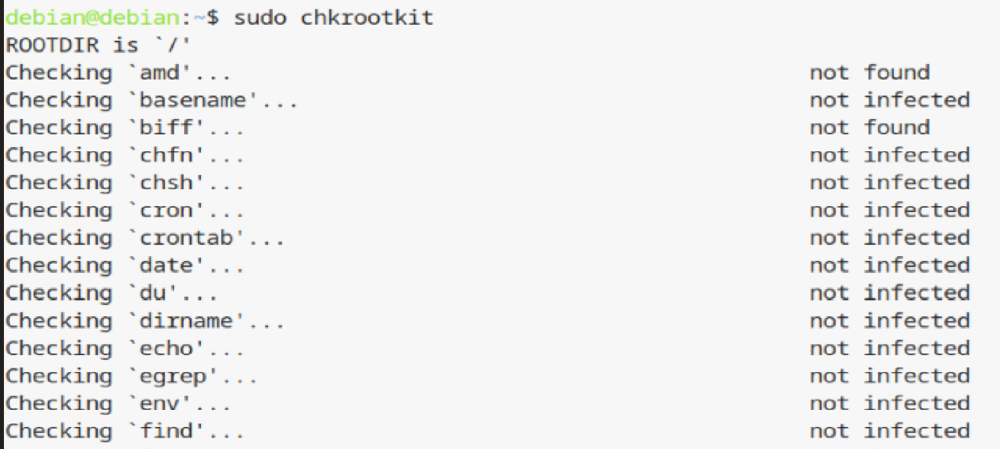 debian@debian:~$ sudo chkrootkit
ROOTDIR is `/'
Checking `amd'... not found
Checking `basename'... not infected
Checking `biff'... not found
Checking `chfn'... not infected
Checking `chsh'... not infected
Checking `cron'... not infected
Checking `crontab'... not infected
Checking `date'... not infected
Checking `du'... not infected
Checking `dirname'... not infected
Checking `echo'... not infected
Checking `egrep'... not infected
Checking `env'... not infected
Checking `find'... not infected